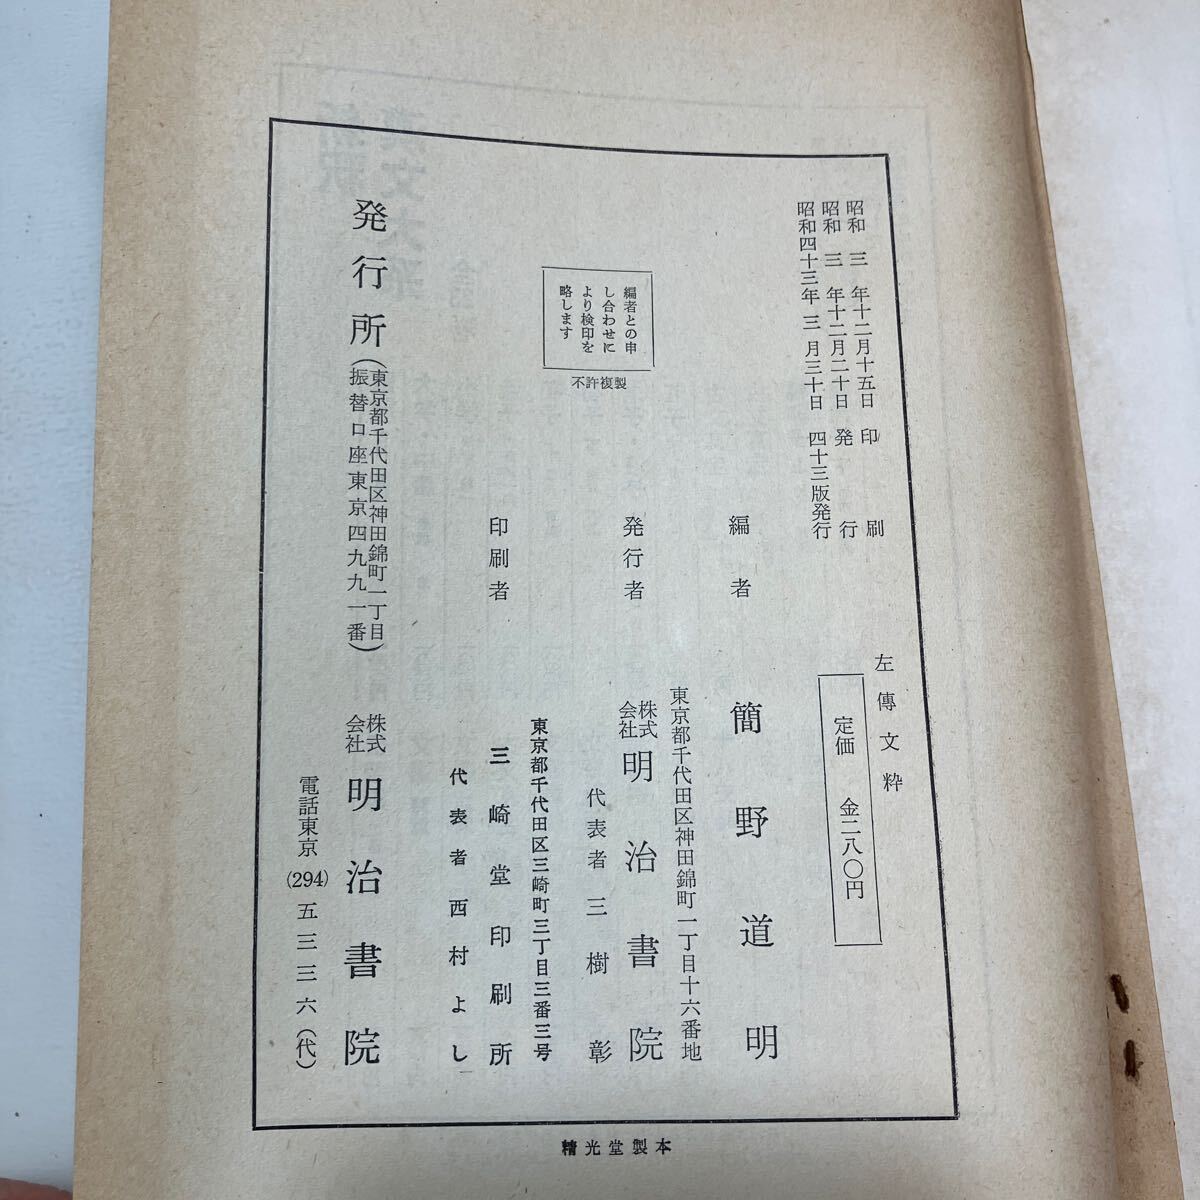 昭和三年十二月十五日印刷
昭和三年十二月二十日発行
昭和四十三年三月三十日四十三版発行
左傳文粋
定価 金二八〇円
編者との申
し合わせに
より検印を
略します
不許複製
編者 簡野道明
東京都千代田区神田錦町一丁目十六番地
発行者 株式会社 明治書院
代表者 三樹彰
東京都千代田区三崎町三丁目三番三号
印刷者 三崎堂印刷所
代表者 西村よし
発行所 (東京都千代田区神田錦町一丁目
振替口座東京四九九一番) 株式会社 明治書院
電話東京(294)五三三六(代)
精光堂製本